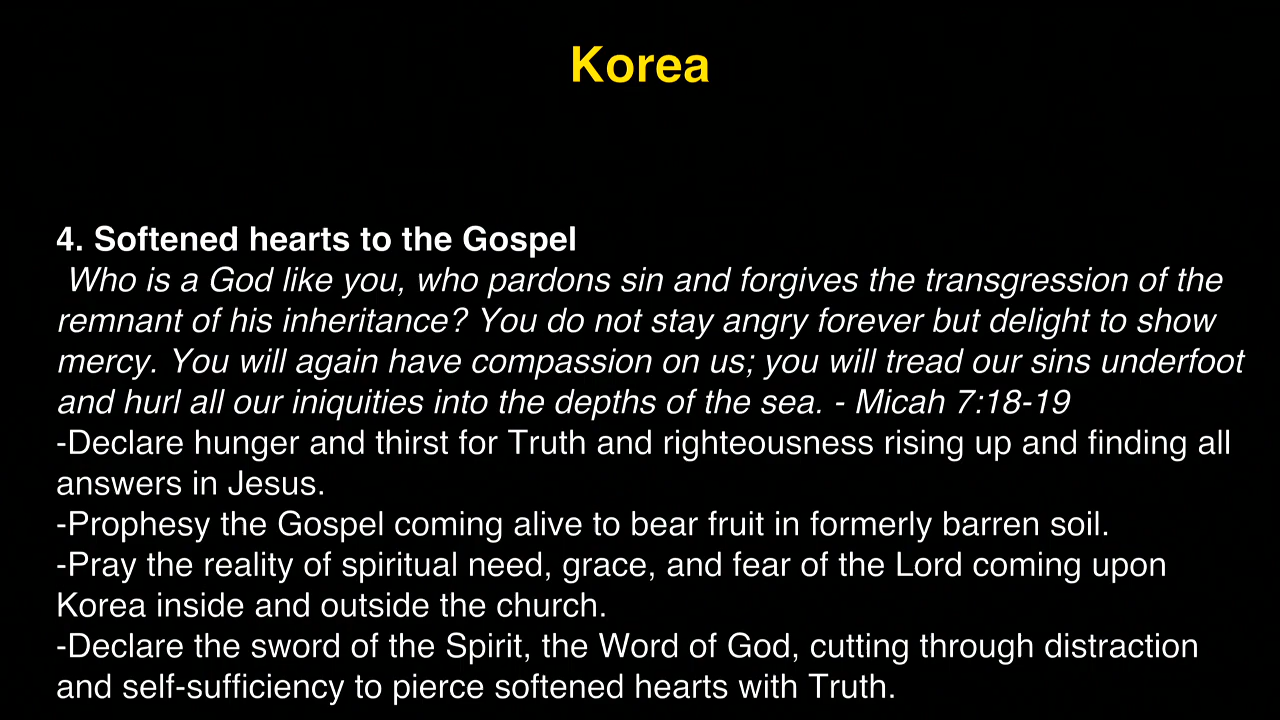 Korea
4. Softened hearts to the Gospel
Who is a God like you, who pardons sin and forgives the transgression of the
remnant of his inheritance? You do not stay angry forever but delight to show
mercy. You will again have compassion on us; you will tread our sins underfoot
and hurl all our iniquities into the depths of the sea. - Micah 7:18-19
-Declare hunger and thirst for Truth and righteousness rising up and finding all
answers in Jesus.
-Prophesy the Gospel coming alive to bear fruit in formerly barren soil.
-Pray the reality of spiritual need, grace, and fear of the Lord coming upon
Korea inside and outside the church.
-Declare the sword of the Spirit, the Word of God, cutting through distraction
and self-sufficiency to pierce softened hearts with Truth.